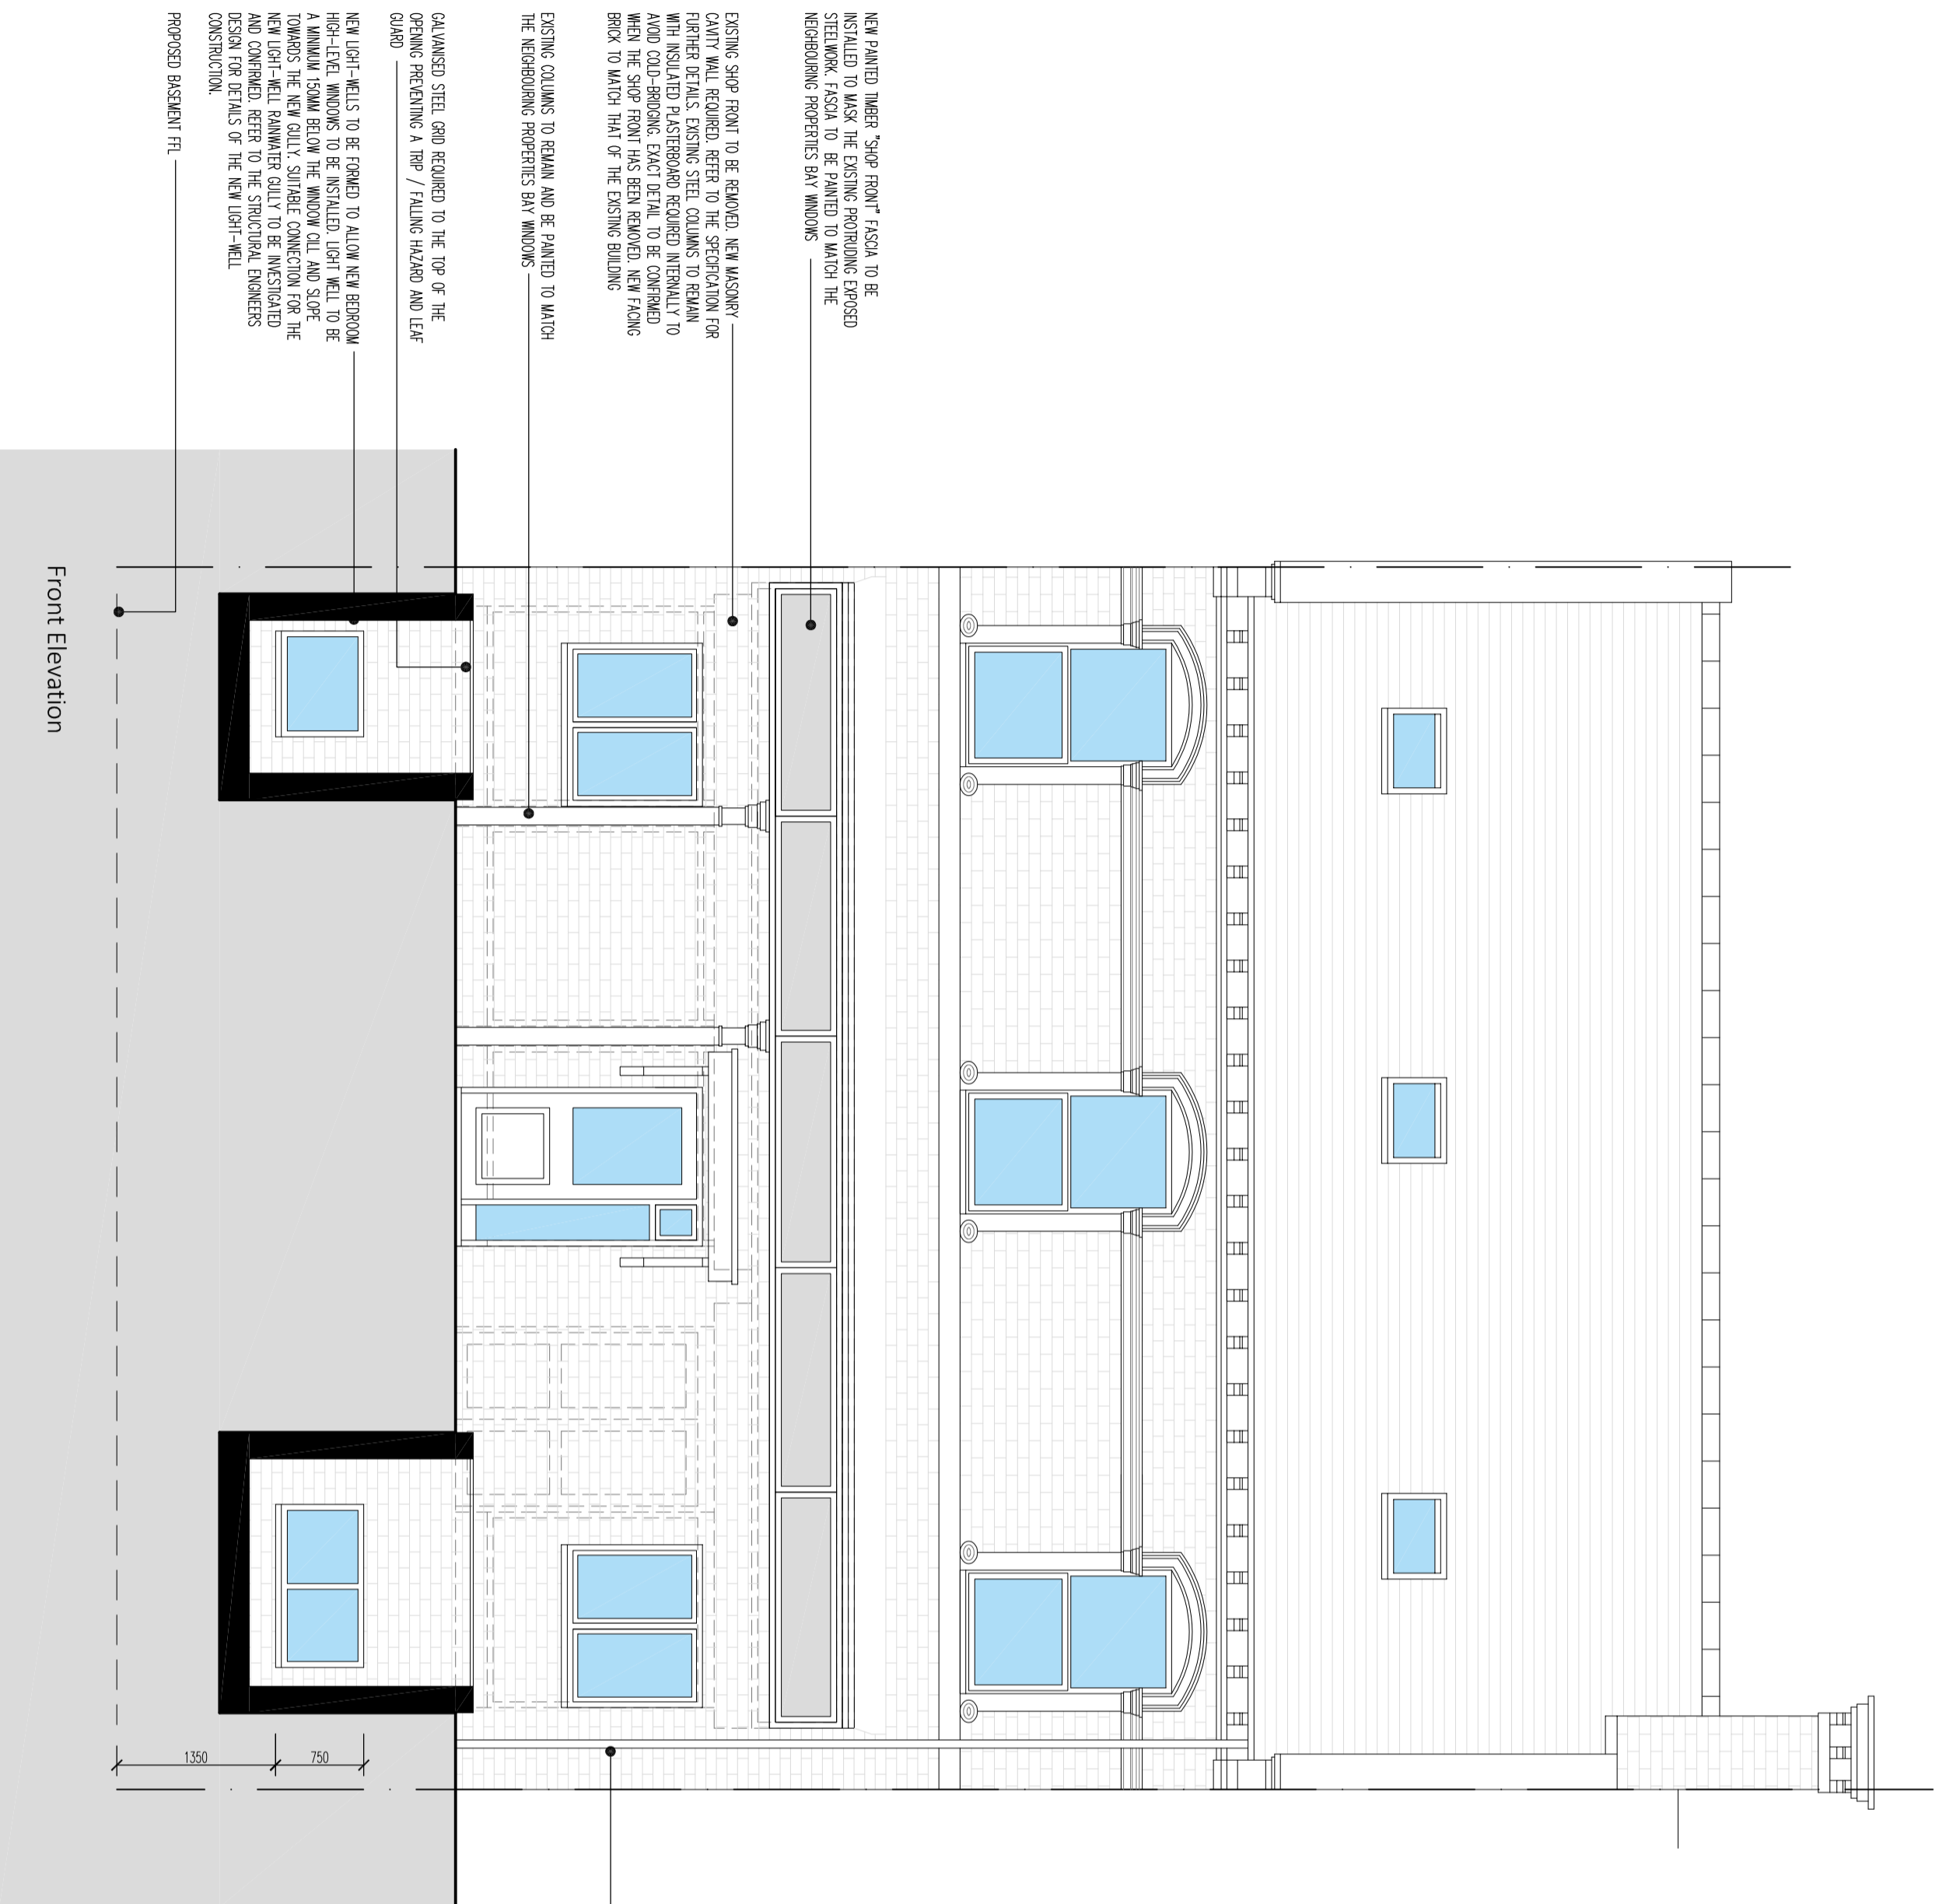 NEW PAINTED TIMBER "SHOP FRONT" FASCIA TO BE
INSTALLED TO MASK THE EXISTING PROTRUDING EXPOSED
STEELWORK. FASCIA TO BE PAINTED TO MATCH THE
NEIGHBOURING PROPERTIES BAY WINDOWS
EXISTING SHOP FRONT TO BE REMOVED. NEW MASONRY
CAVITY WALL REQUIRED. REFER TO THE SPECIFICATION FOR
FURTHER DETAILS. EXISTING STEEL COLUMNS TO REMAIN
WITH INSULATED PLASTERBOARD REQUIRED INTERNALLY TO
AVOID COLD-BRIDGING. EXACT DETAIL TO BE CONFIRMED
WHEN THE SHOP FRONT HAS BEEN REMOVED. NEW FACING
BRICK TO MATCH THAT OF THE EXISTING BUILDING
EXISTING COLUMNS TO REMAIN AND BE PAINTED TO MATCH
THE NEIGHBOURING PROPERTIES BAY WINDOWS
GALVANISED STEEL GRID REQUIRED TO THE TOP OF THE
OPENING PREVENTING A TRIP / FALLING HAZARD AND LEAF
GUARD
NEW LIGHT-WELLS TO BE FORMED TO ALLOW NEW BEDROOM
HIGH-LEVEL WINDOWS TO BE INSTALLED. LIGHT WELL TO BE
A MINIMUM 150MM BELOW THE WINDOW CILL AND SLOPE
TOWARDS THE NEW GULLY. SUITABLE CONNECTION FOR THE
NEW LIGHT-WELL RAINWATER GULLY TO BE INVESTIGATED
AND CONFIRMED. REFER TO THE STRUCTURAL ENGINEERS
DESIGN FOR DETAILS OF THE NEW LIGHT-WELL
CONSTRUCTION.
PROPOSED BASEMENT FFL
750
1350
Front Elevation